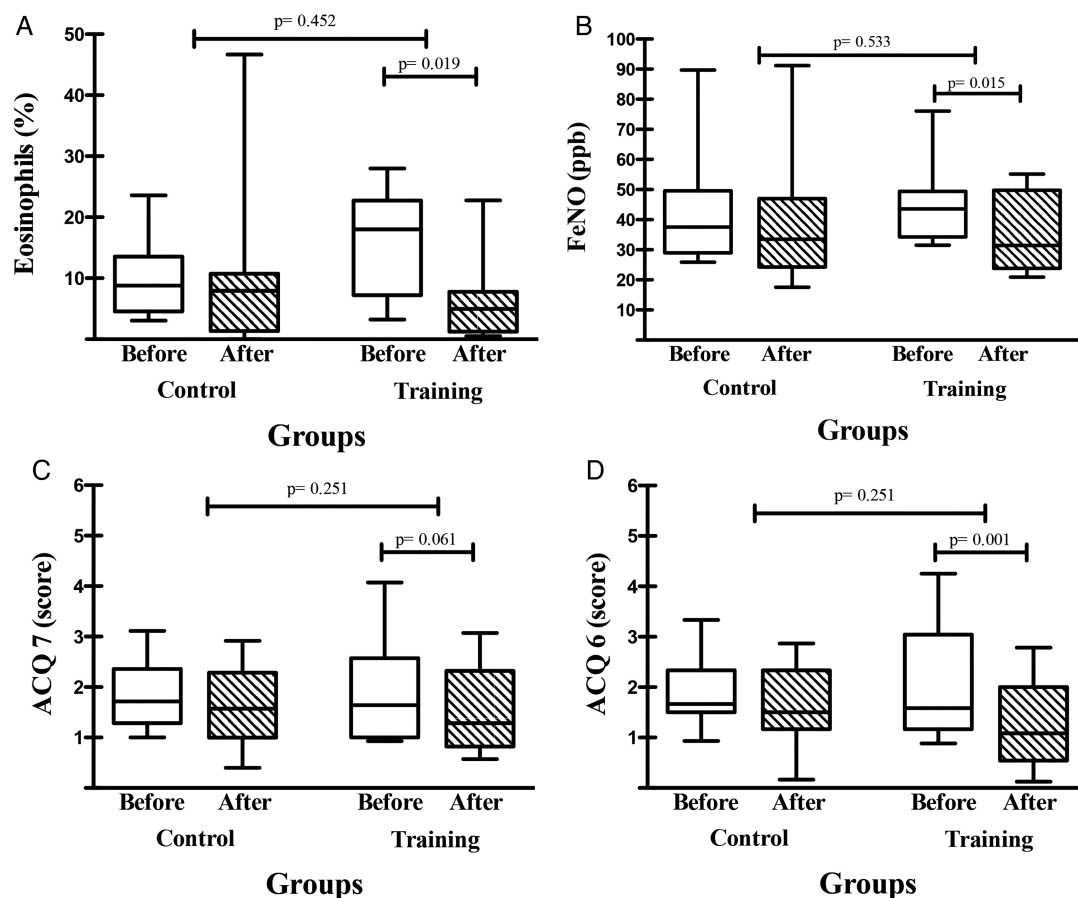 A
p= 0.452
p= 0.019
50
40
30
20
10
Eosinophils (%)
Before After Before After
Control Training
Groups
B
p= 0.533
p= 0.015
100
90
80
70
60
50
40
30
20
10
FeNO (ppb)
Before After Before After
Control Training
Groups
C
p= 0.251
p= 0.061
6
5
4
3
2
1
ACQ 7 (score)
Before After Before After
Control Training
Groups
D
p= 0.251
p= 0.001
6
5
4
3
2
1
ACQ 6 (score)
Before After Before After
Control Training
Groups